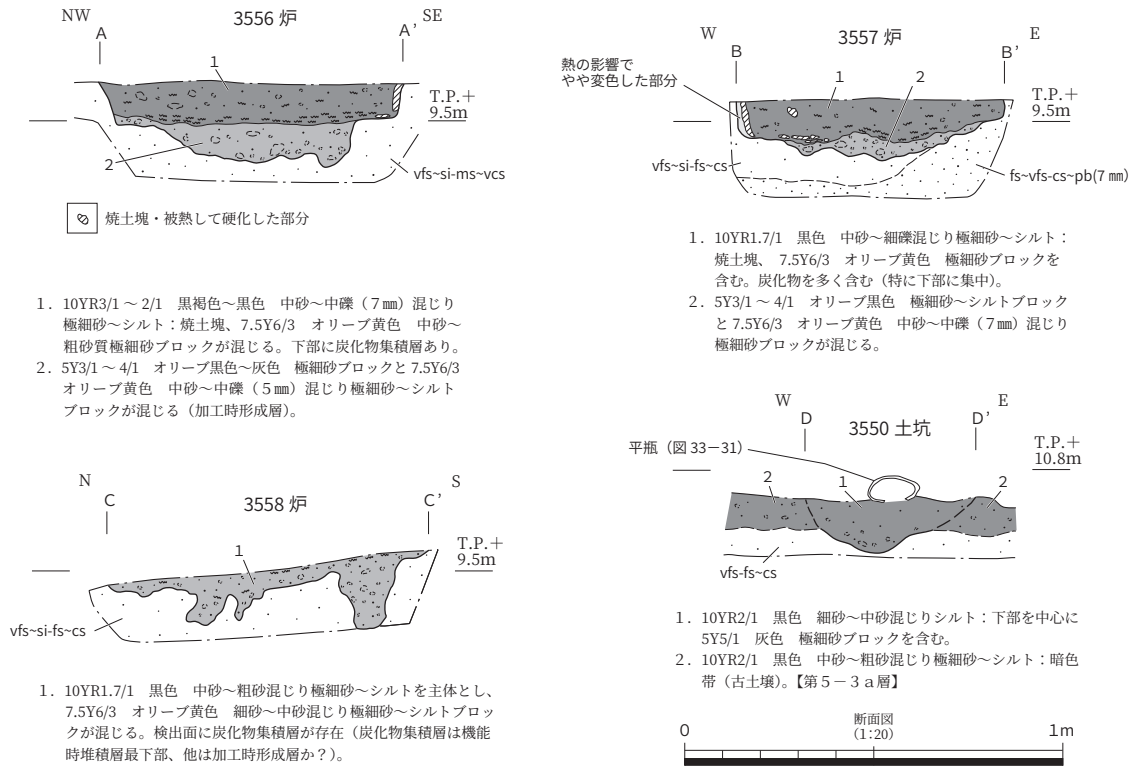 NW
3556 炉
SE
A
A’
1
T.P.＋
9.5m
2
vfs~si-ms~vcs
焼土塊・被熱して硬化した部分
1．10YR3/1 ～ 2/1　黒褐色～黒色　中砂～中礫（７㎜）混じり
極細砂～シルト：焼土塊、7.5Y6/3　オリーブ黄色　中砂～
粗砂質極細砂ブロックが混じる。下部に炭化物集積層あり。
2．5Y3/1 ～ 4/1　オリーブ黒色～灰色　極細砂ブロックと 7.5Y6/3
オリーブ黄色　中砂～中礫（５㎜）混じり極細砂～シルト
ブロックが混じる（加工時形成層）。
W
3557 炉
E
B
B’
熱の影響で
やや変色した部分
1
2
T.P.＋
9.5m
vfs~si-fs~cs
fs~vfs-cs~pb(7 ㎜)
1．10YR1.7/1　黒色　中砂～細礫混じり極細砂～シルト：
焼土塊、　7.5Y6/3　オリーブ黄色　極細砂ブロックを
含む。炭化物を多く含む（特に下部に集中）。
2．5Y3/1 ～ 4/1　オリーブ黒色　極細砂～シルトブロック
と 7.5Y6/3　オリーブ黄色　中砂～中礫（７㎜）混じり
極細砂ブロックが混じる。
N
3558 炉
S
C
C’
1
T.P.＋
9.5m
vfs~si-fs~cs
1．10YR1.7/1　黒色　中砂～粗砂混じり極細砂～シルトを主体とし、
7.5Y6/3　オリーブ黄色　細砂～中砂混じり極細砂～シルトブロッ
クが混じる。検出面に炭化物集積層が存在（炭化物集積層は機能
時堆積層最下部、他は加工時形成層か？）。
W
E
D
3550 土坑
D’
平瓶（図 33－31）
T.P.＋
10.8m
2
1
2
vfs-fs~cs
1．10YR2/1　黒色　細砂～中砂混じりシルト：下部を中心に
5Y5/1　灰色　極細砂ブロックを含む。
2．10YR2/1　黒色　中砂～粗砂混じり極細砂～シルト：暗色
帯（古土壌）。【第５－３ａ層】
0
断面図
（1：20）
1m